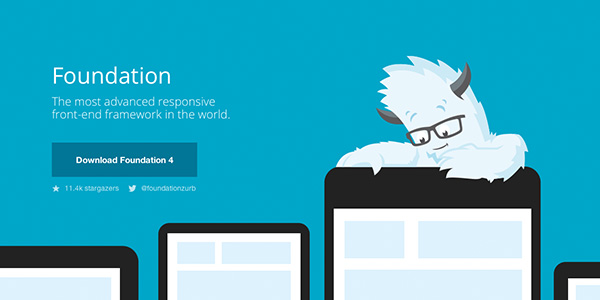 Foundation
The most advanced responsive
front-end framework in the world.
Download Foundation 4
11.4k stargazers @foundationzurb